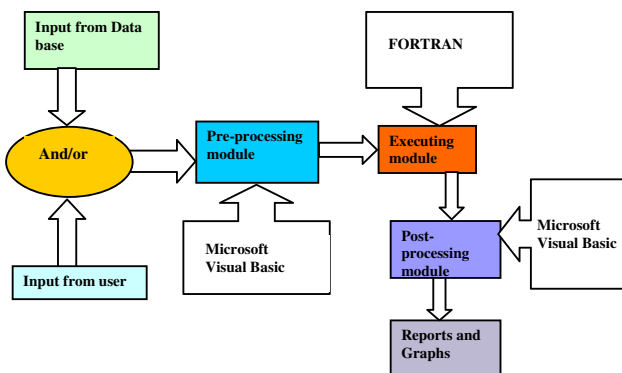 Input from Data
base
FORTRAN
And/or
Pre-processing
module
Executing
module
Input from user
Microsoft
Visual Basic
Post-
processing
module
Microsoft
Visual Basic
Reports and
Graphs